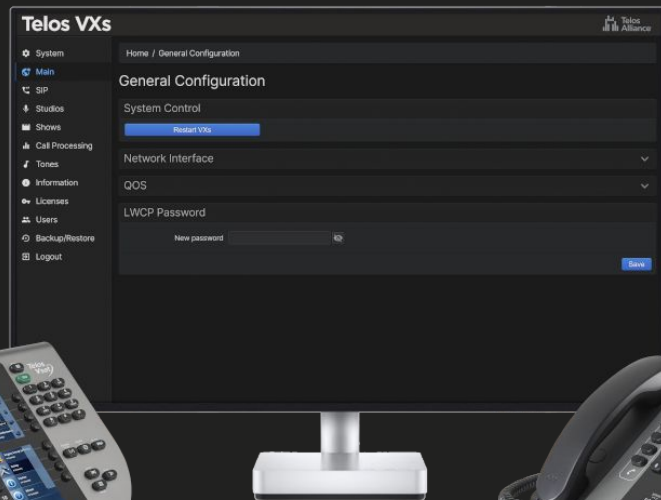 Telos VXs
Telos
Alliance
System
Main
SIP
Studios
Shows
Call Processing
Tones
Information
Licenses
Users
Backup/Restore
Logout
Home / General Configuration
General Configuration
System Control
Restart VXs
Network Interface
QOS
LWCP Password
New password
Save
Telos
Vset